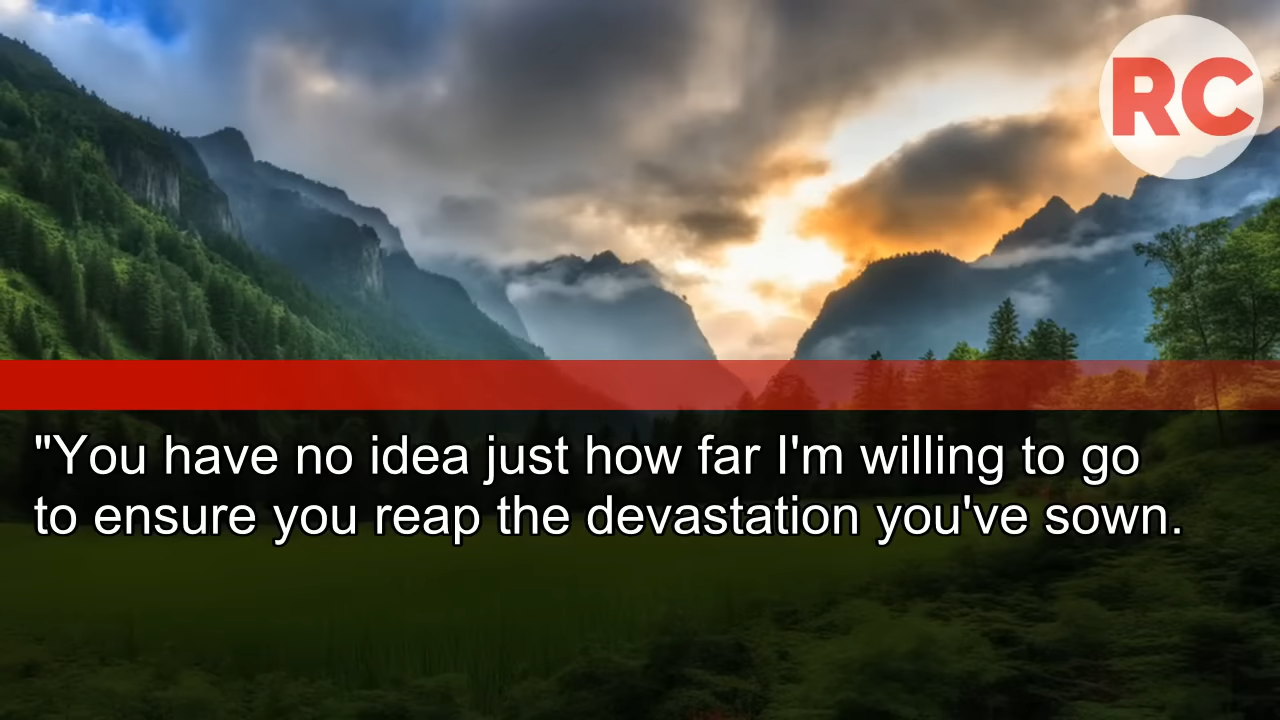 RC
"You have no idea just how far I'm willing to go
to ensure you reap the devastation you've sown.